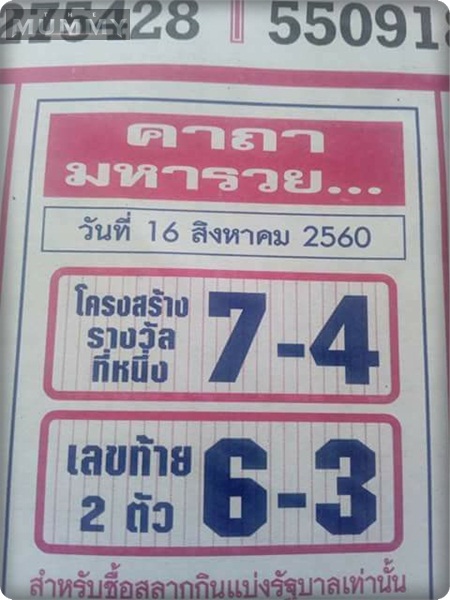 MUMMY
275428 | 55091
คาถา
มหารวย...
วันที่ 16 สิงหาคม 2560
โครงสร้าง
รางวัล
ที่หนึ่ง
7-4
เลขท้าย
2 ตัว
6-3
สำหรับซื้อสลากกินแบ่งรัฐบาลเท่านั้น